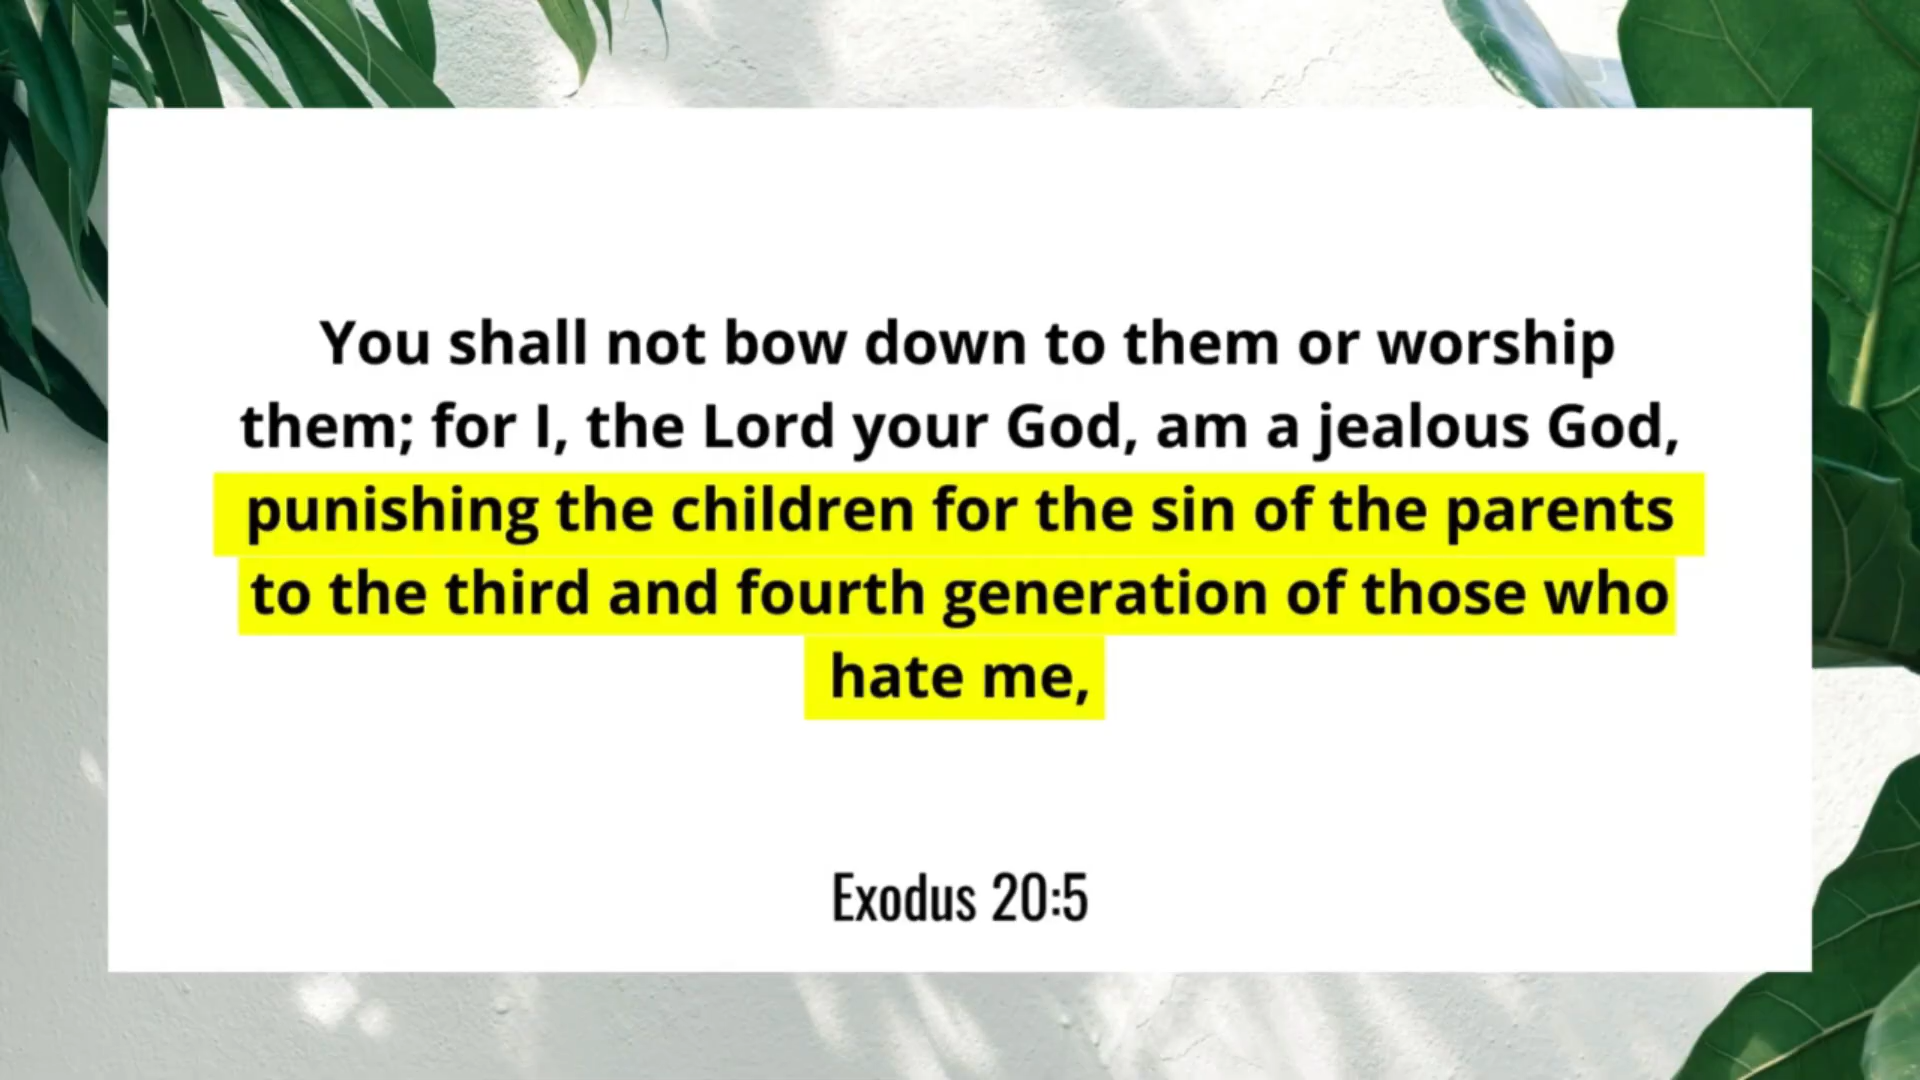 You shall not bow down to them or worship
them; for I, the Lord your God, am a jealous God,
punishing the children for the sin of the parents
to the third and fourth generation of those who
hate me,
Exodus 20:5